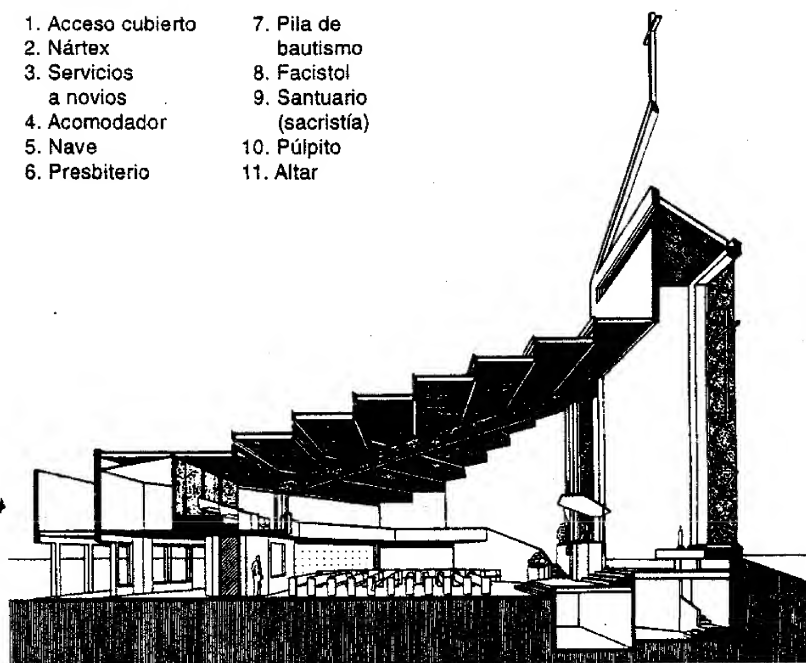 1. Acceso cubierto
2. Nártex
3. Servicios
a novios
4. Acomodador
5. Nave
6. Presbiterio
7. Pila de
bautismo
8. Facistol
9. Santuario
(sacristía)
10. Púlpito
11. Altar